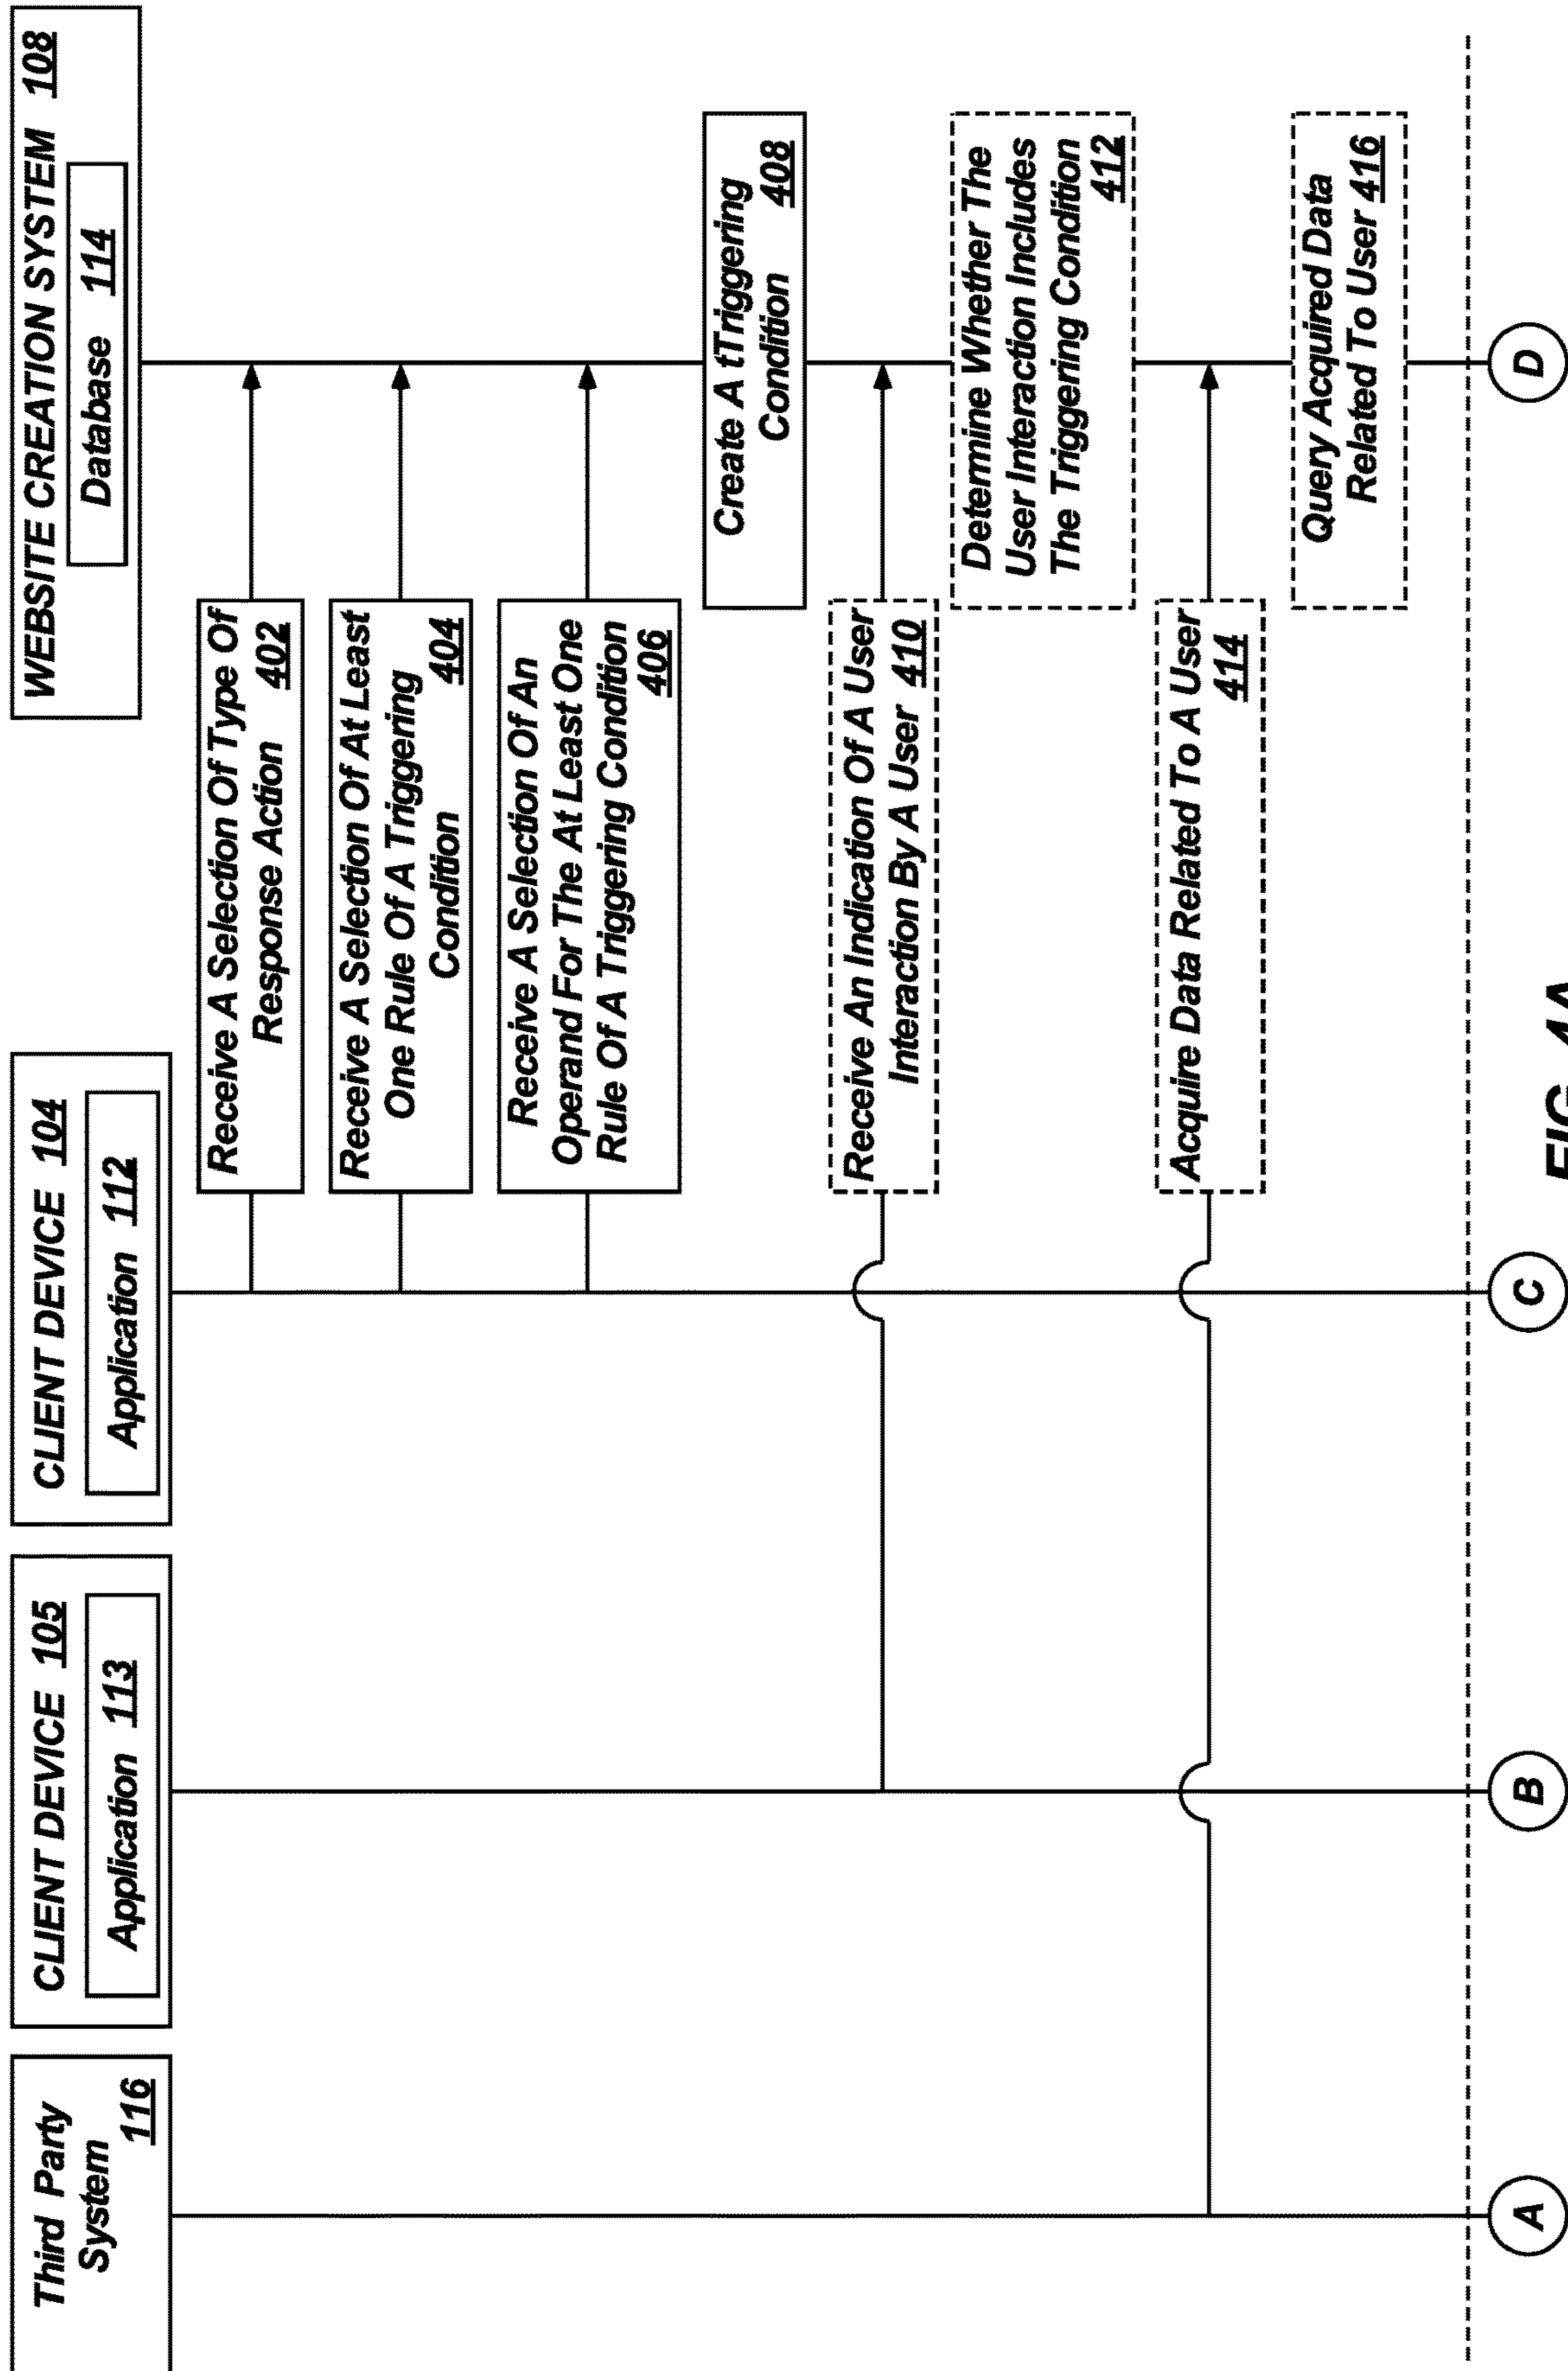 Third Party
System
116
CLIENT DEVICE 105
Application 113
CLIENT DEVICE 104
Application 112
WEBSITE CREATION SYSTEM 108
Database 114
Receive A Selection Of Type Of
Response Action 402
Receive A Selection Of At Least
One Rule Of A Triggering 404
Condition
Receive A Selection Of An
Operand For The At Least One
Rule Of A Triggering Condition
406
Create A tTriggering
Condition 408
Receive An Indication Of A User
Interaction By A User 410
Determine Whether The
User Interaction Includes
The Triggering Condition
412
Acquire Data Related To A User
414
Query Acquired Data
Related To User 416
A
B
C
D
FIG. 4A